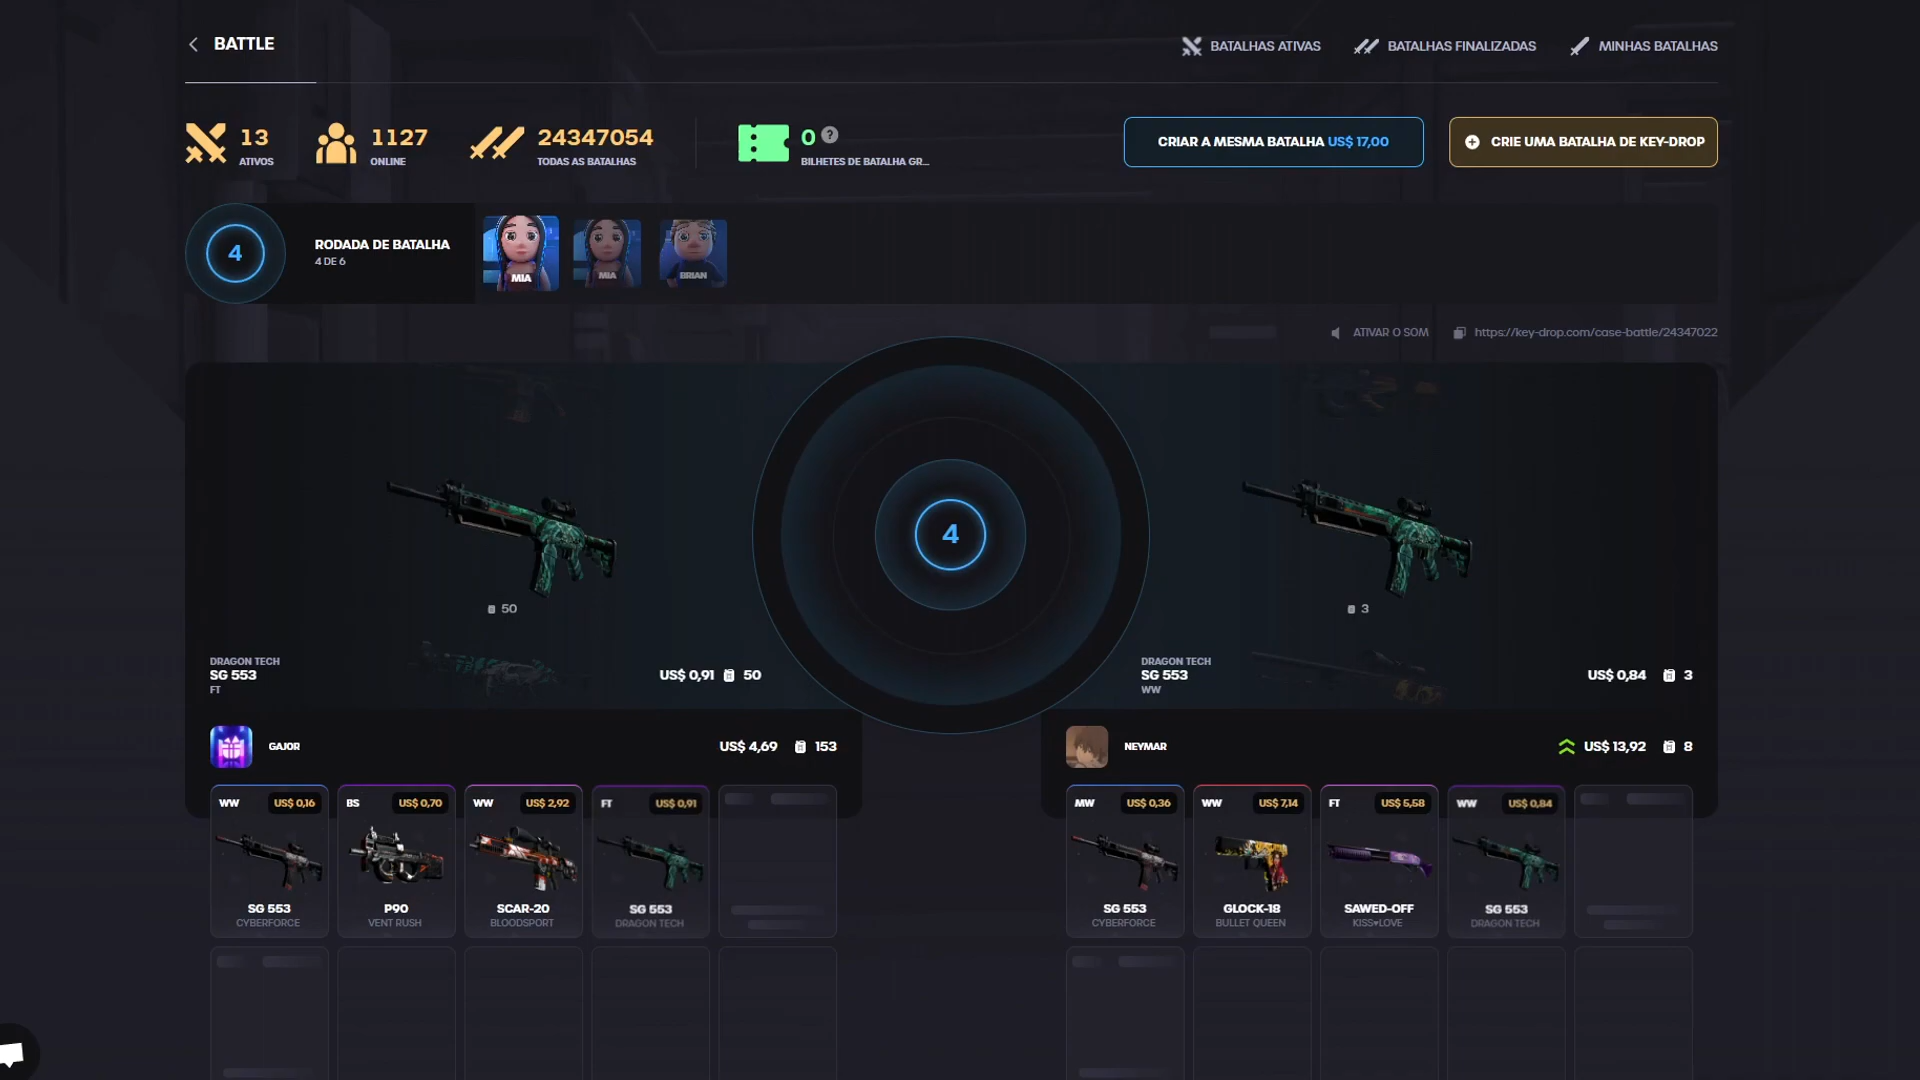 BATTLE
BATALHAS ATIVAS
BATALHAS FINALIZADAS
MINHAS BATALHAS
13
ATIVOS
1127
ONLINE
24347054
TODAS AS BATALHAS
0 ?
BILHETES DE BATALHA GR...
CRIAR A MESMA BATALHA US$ 17,00
CRIE UMA BATALHA DE KEY-DROP
4
RODADA DE BATALHA
4 DE 6
MIA
MIA
BRIAN
ATIVAR O SOM
https://key-drop.com/case-battle/24347022
4
50
3
DRAGON TECH
SG 553
FT
US$ 0,91 50
DRAGON TECH
SG 553
WW
US$ 0,84 3
GAJOR
US$ 4,69 153
NEYMAR
US$ 13,92 8
WW US$ 0,16
SG 553
CYBERFORCE
BS US$ 0,70
P90
VENT RUSH
WW US$ 2,92
SCAR-20
BLOODSPORT
FT US$ 0,91
SG 553
DRAGON TECH
MW US$ 0,36
SG 553
CYBERFORCE
WW US$ 7,14
GLOCK-18
BULLET QUEEN
FT US$ 5,58
SAWED-OFF
KISS♥LOVE
WW US$ 0,84
SG 553
DRAGON TECH